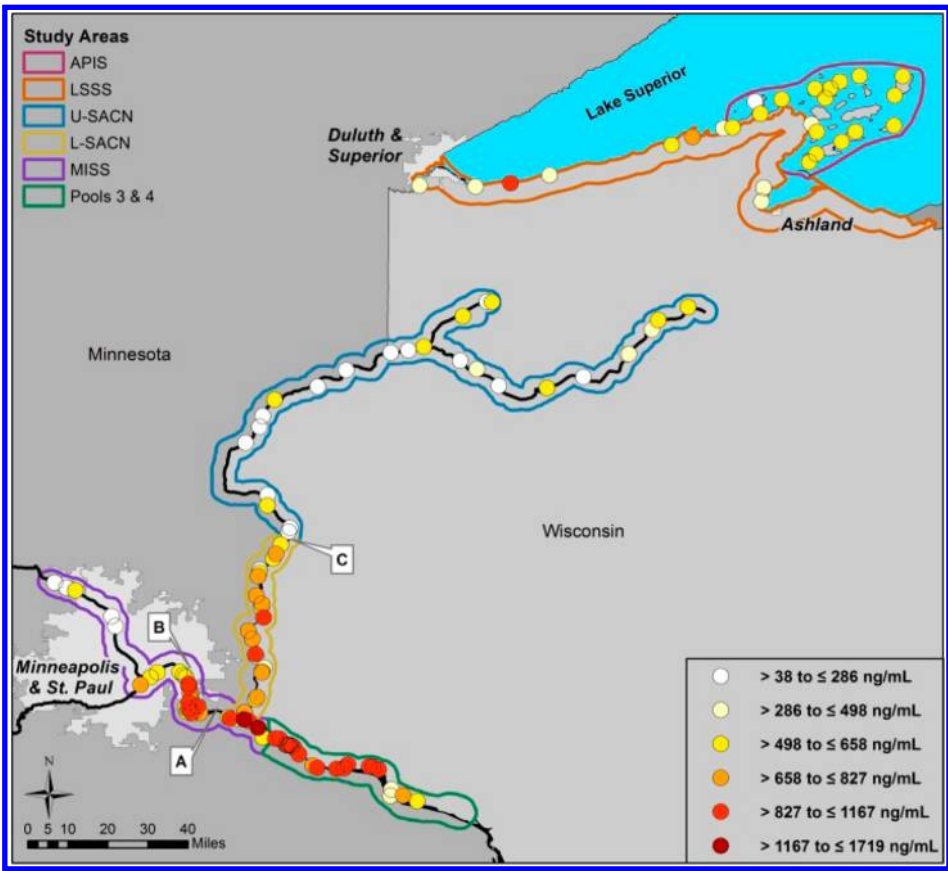 Study Areas
APIS
LSSS
U-SACN
L-SACN
MISS
Pools 3 & 4
Lake Superior
Duluth &
Superior
Ashland
Minnesota
Wisconsin
C
B
Minneapolis
& St. Paul
A
N
0 5 10 20 30 40
Miles
> 38 to ≤ 286 ng/mL
> 286 to ≤ 498 ng/mL
> 498 to ≤ 658 ng/mL
> 658 to ≤ 827 ng/mL
> 827 to ≤ 1167 ng/mL
> 1167 to ≤ 1719 ng/mL